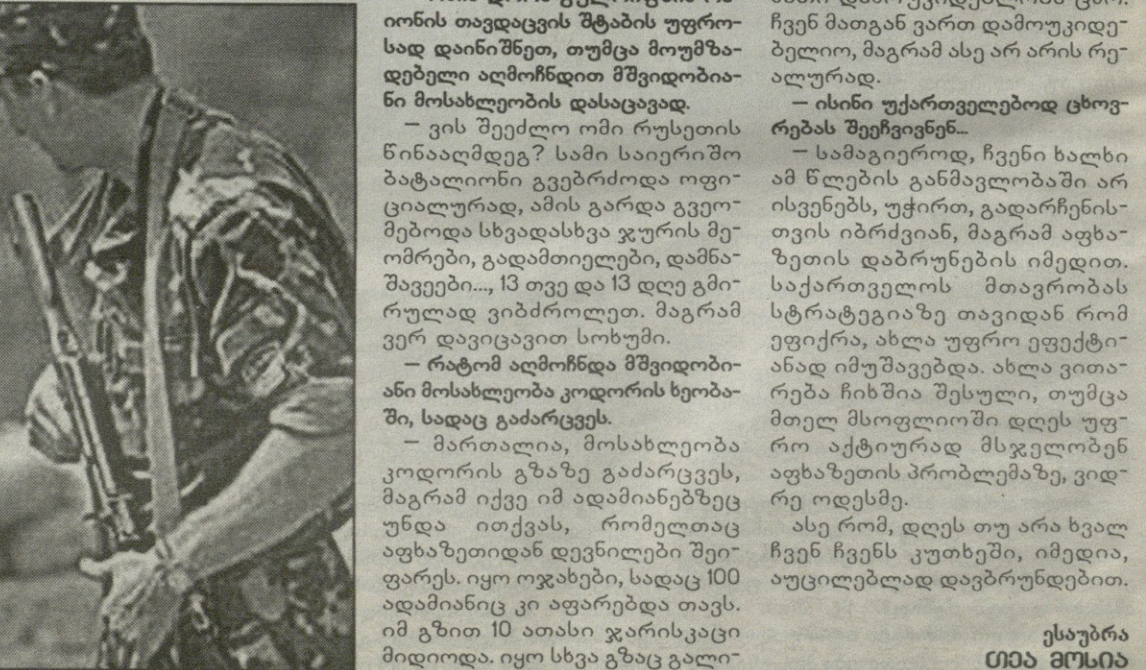 იონის თავდაცვის შტაბის უფრო-
სად დაინიშნეთ, თუმცა მოუმზა-
დებელი აღმოჩნდით მშვიდობია-
ნი მოსახლეობის დასაცავად.
— ვის შეეძლო ომი რუსეთის
წინააღმდეგ? სამი საიერიშო
ბატალიონი გვებრძოდა ოფი-
ციალურად, ამის გარდა გვეო-
მებოდა სხვადასხვა ჯურის მე-
ომრები, გადამთიელები, დამნა-
შავეები..., 13 თვე და 13 დღე გმი-
რულად ვიბძროლეთ. მაგრამ
ვერ დავიცავით სოხუმი.
— რატომ აღმოჩნდა მშვიდობი-
ანი მოსახლეობა კოდორის ხეობა-
ში, სადაც გაძარცვეს.
— მართალია, მოსახლეობა
კოდორის გზაზე გაძარცვეს,
მაგრამ იქვე იმ ადამიანებზეც
უნდა ითქვას, რომელთაც
აფხაზეთიდან დევნილები შეი-
ფარეს. იყო ოჯახები, სადაც 100
ადამიანიც კი აფარებდა თავს.
იმ გზით 10 ათასი ჯარისკაცი
მიდიოდა. იყო სხვა გზაც გალი-
ჩვენ მათგან ვართ დამოუკიდე-
ბელიო, მაგრამ ასე არ არის რე-
ალურად.
— ისინი უქართველებოდ ცხოვ-
რებას შეეჩვივნენ...
— სამაგიეროდ, ჩვენი ხალხი
ამ წლების განმავლობაში არ
ისვენებს, უჭირთ, გადარჩენის-
თვის იბრძვიან, მაგრამ აფხა-
ზეთის დაბრუნების იმედით.
საქართველოს მთავრობას
სტრატეგიაზე თავიდან რომ
ეფიქრა, ახლა უფრო ეფექტი-
ანად იმუშავებდა. ახლა ვითა-
რება ჩიხშია შესული, თუმცა
მთელ მსოფლიოში დღეს უფ-
რო აქტიურად მსჯელობენ
აფხაზეთის პრობლემაზე, ვიდ-
რე ოდესმე.
ასე რომ, დღეს თუ არა ხვალ
ჩვენ ჩვენს კუთხეში, იმედია,
აუცილებლად დავბრუნდებით.
ესაუბრა
თეა მოსია